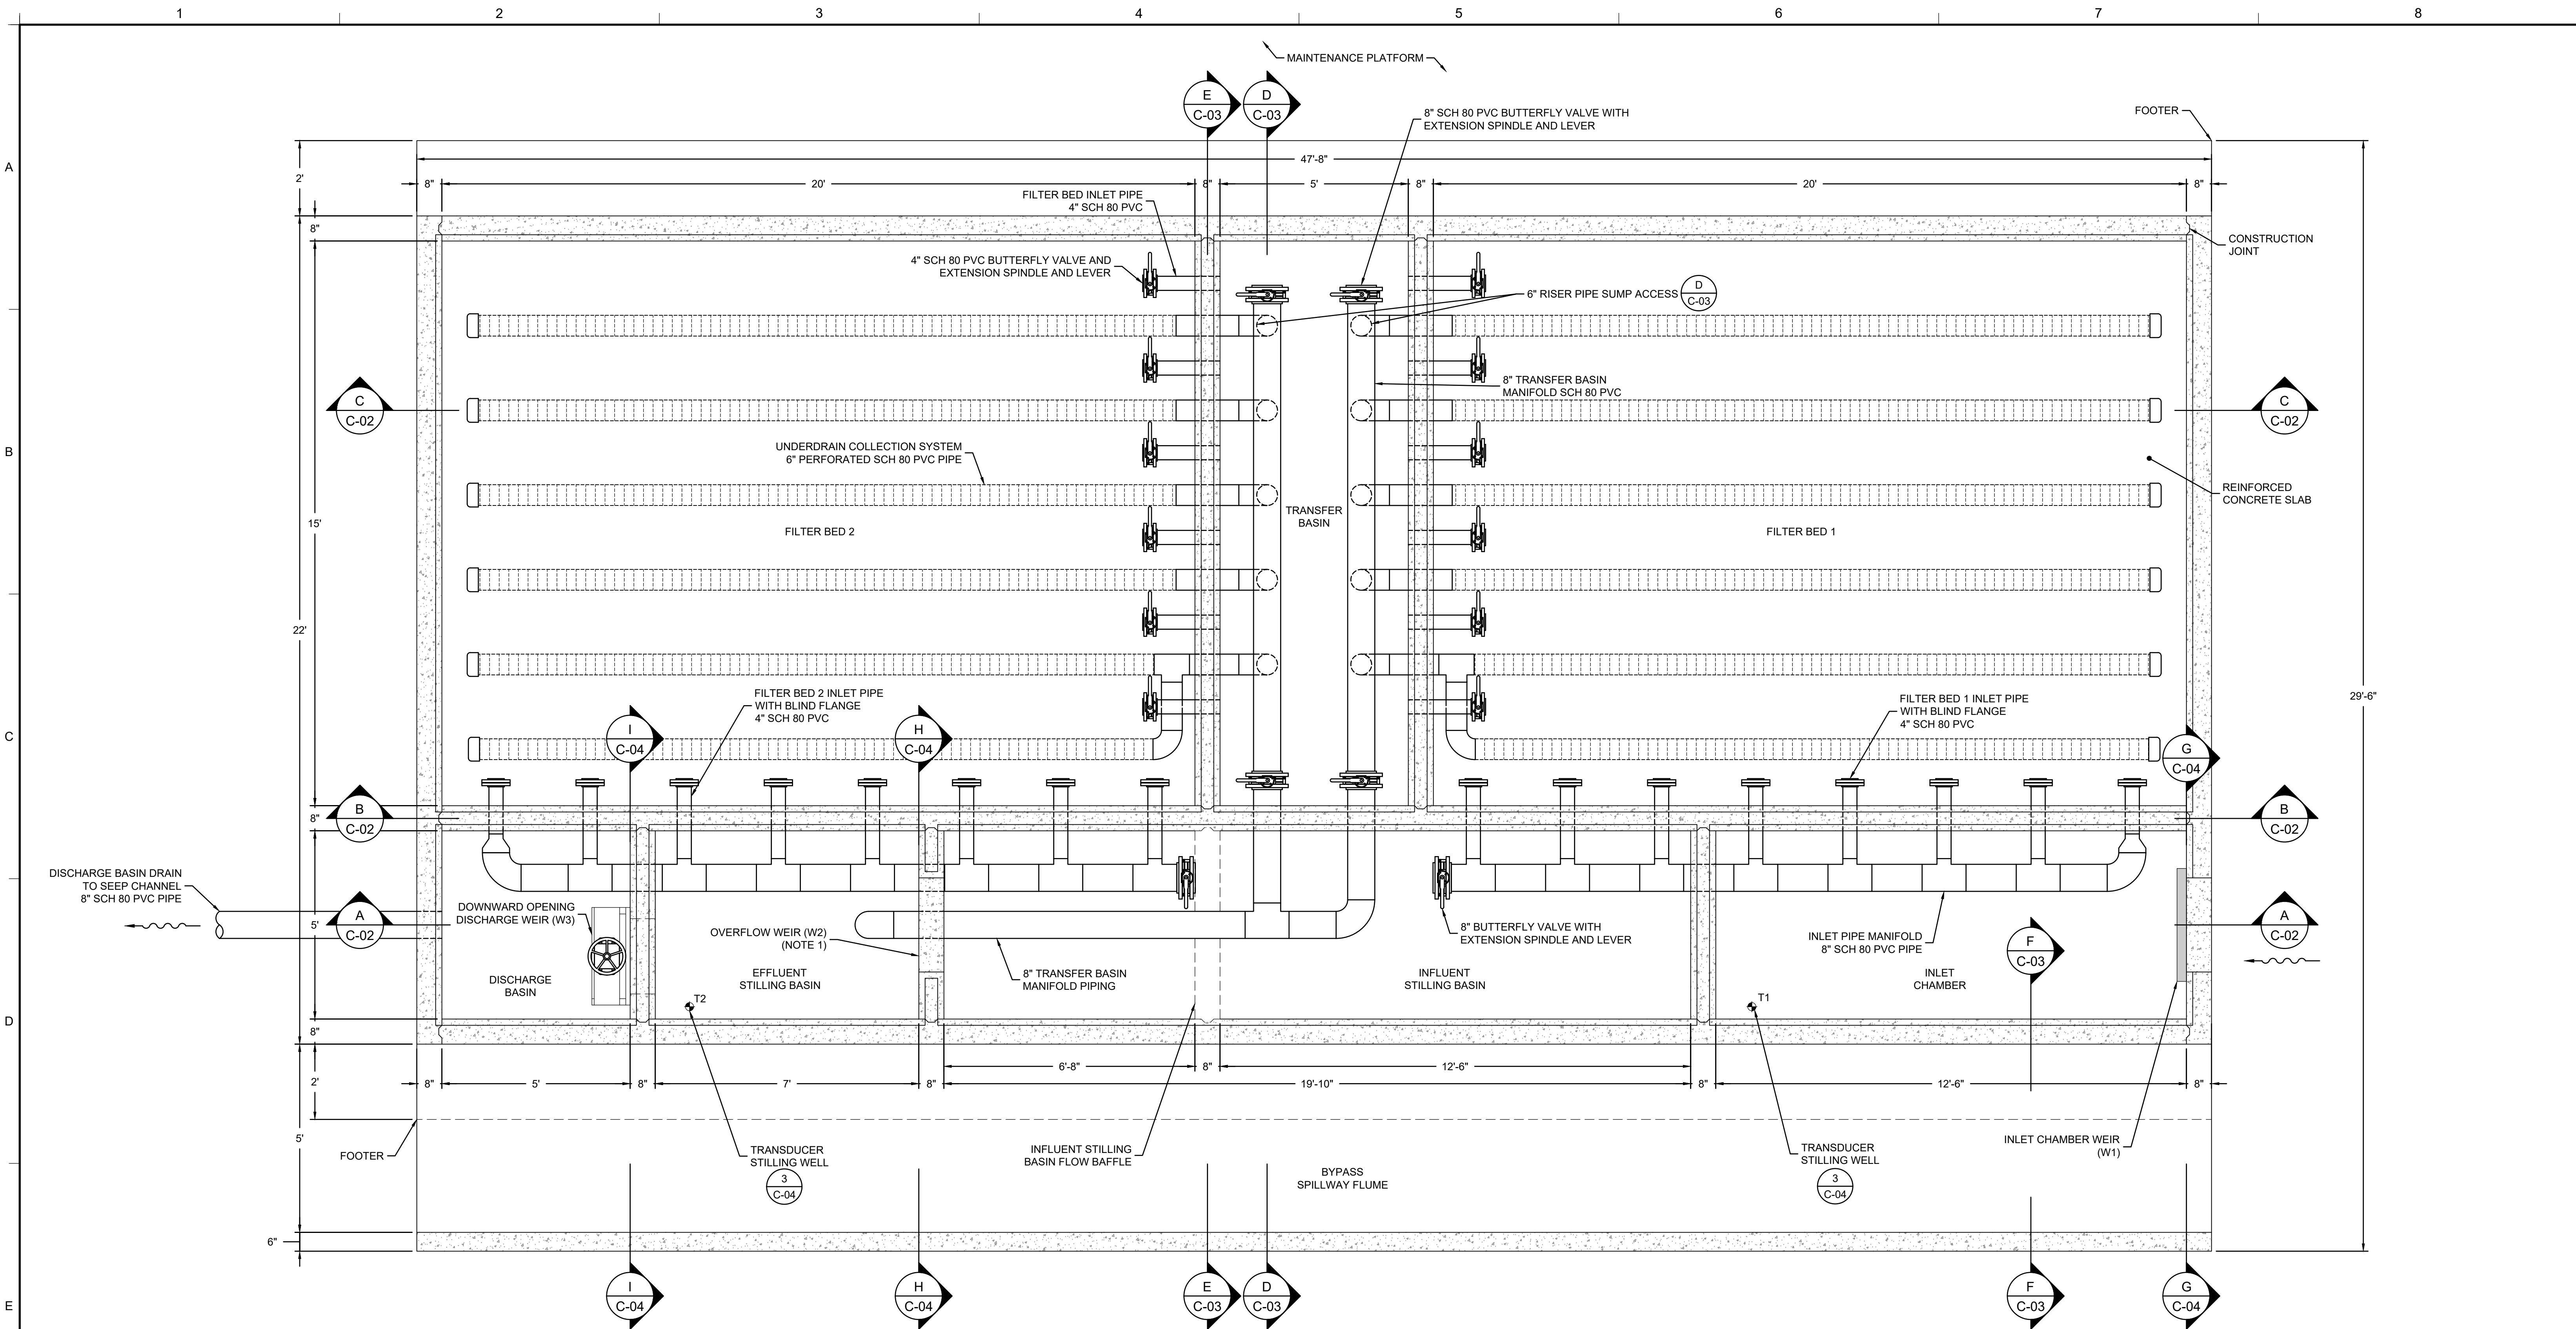 1 2 3 4 5 6 7 8
A
B
C
D
E
MAINTENANCE PLATFORM
E
C-03
D
C-03
8" SCH 80 PVC BUTTERFLY VALVE WITH
EXTENSION SPINDLE AND LEVER
FOOTER
47'-8"
2'
8" 20' 8" 5' 8" 20' 8"
FILTER BED INLET PIPE
4" SCH 80 PVC
8"
CONSTRUCTION
JOINT
4" SCH 80 PVC BUTTERFLY VALVE AND
EXTENSION SPINDLE AND LEVER
6" RISER PIPE SUMP ACCESS
D
C-03
8" TRANSFER BASIN
MANIFOLD SCH 80 PVC
C
C-02
C
C-02
UNDERDRAIN COLLECTION SYSTEM
6" PERFORATED SCH 80 PVC PIPE
REINFORCED
CONCRETE SLAB
TRANSFER
BASIN
15'
FILTER BED 2
FILTER BED 1
22'
29'-6"
FILTER BED 2 INLET PIPE
WITH BLIND FLANGE
4" SCH 80 PVC
FILTER BED 1 INLET PIPE
WITH BLIND FLANGE
4" SCH 80 PVC
I
C-04
H
C-04
G
C-04
8"
B
C-02
B
C-02
DISCHARGE BASIN DRAIN
TO SEEP CHANNEL
8" SCH 80 PVC PIPE
A
C-02
5'
DOWNWARD OPENING
DISCHARGE WEIR (W3)
OVERFLOW WEIR (W2)
(NOTE 1)
8" BUTTERFLY VALVE WITH
EXTENSION SPINDLE AND LEVER
INLET PIPE MANIFOLD
8" SCH 80 PVC PIPE
F
C-03
A
C-02
DISCHARGE
BASIN
EFFLUENT
STILLING BASIN
8" TRANSFER BASIN
MANIFOLD PIPING
INFLUENT
STILLING BASIN
INLET
CHAMBER
T2
T1
8"
6'-8" 8" 12'-6"
2'
8" 5' 8" 7' 8" 19'-10" 8" 12'-6" 8"
5'
FOOTER
TRANSDUCER
STILLING WELL
3
C-04
INFLUENT STILLING
BASIN FLOW BAFFLE
BYPASS
SPILLWAY FLUME
TRANSDUCER
STILLING WELL
3
C-04
INLET CHAMBER WEIR
(W1)
6"
I
C-04
H
C-04
E
C-03
D
C-03
F
C-03
G
C-04